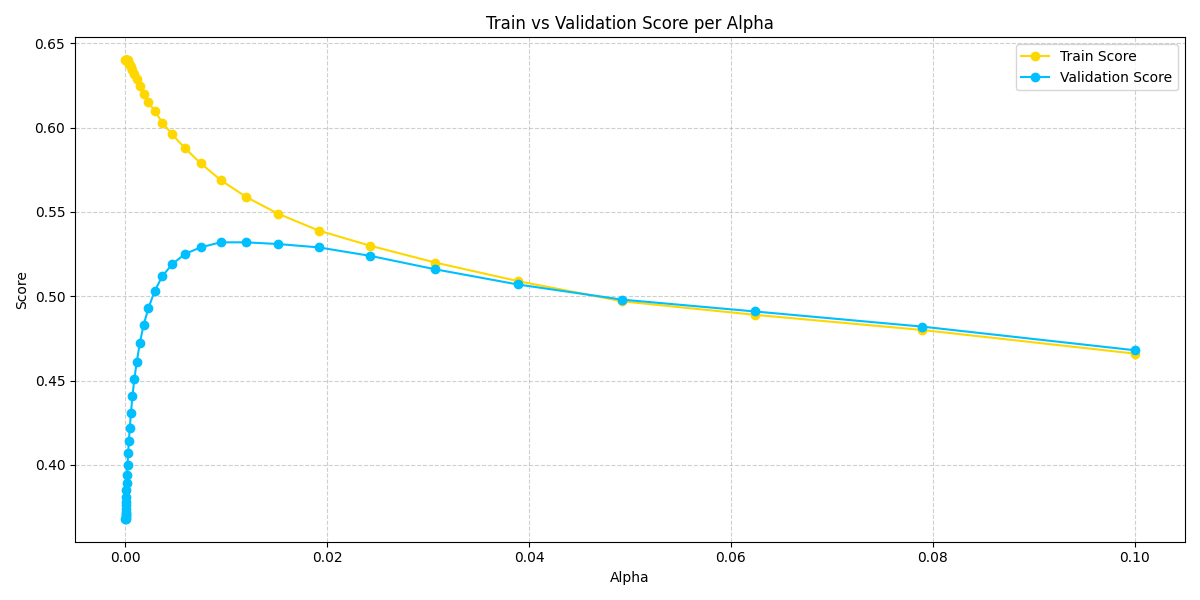 Train vs Validation Score per Alpha
0.65
0.60
0.55
0.50
0.45
0.40
Score
Train Score
Validation Score
0.00 0.02 0.04 0.06 0.08 0.10
Alpha